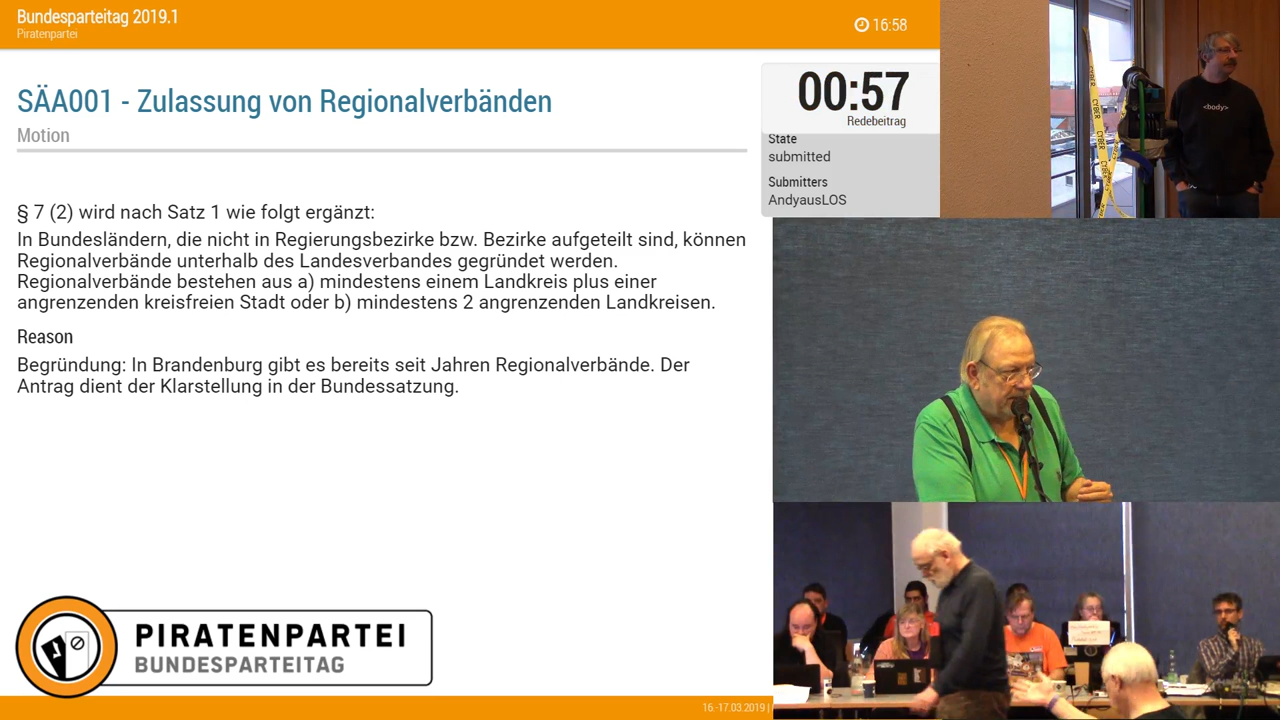 Bundesparteitag 2019.1
Piratenpartei
16:58
SÄA001 - Zulassung von Regionalverbänden
Motion
00:57
Redebeitrag
State
submitted
Submitters
AndyausLOS
§ 7 (2) wird nach Satz 1 wie folgt ergänzt:
In Bundesländern, die nicht in Regierungsbezirke bzw. Bezirke aufgeteilt sind, können
Regionalverbände unterhalb des Landesverbandes gegründet werden.
Regionalverbände bestehen aus a) mindestens einem Landkreis plus einer
angrenzenden kreisfreien Stadt oder b) mindestens 2 angrenzenden Landkreisen.
Reason
Begründung: In Brandenburg gibt es bereits seit Jahren Regionalverbände. Der
Antrag dient der Klarstellung in der Bundessatzung.
PIRATENPARTEI
BUNDESPARTEITAG
16.-17.03.2019 |
<body>
CYBER
CYBER
CYBER